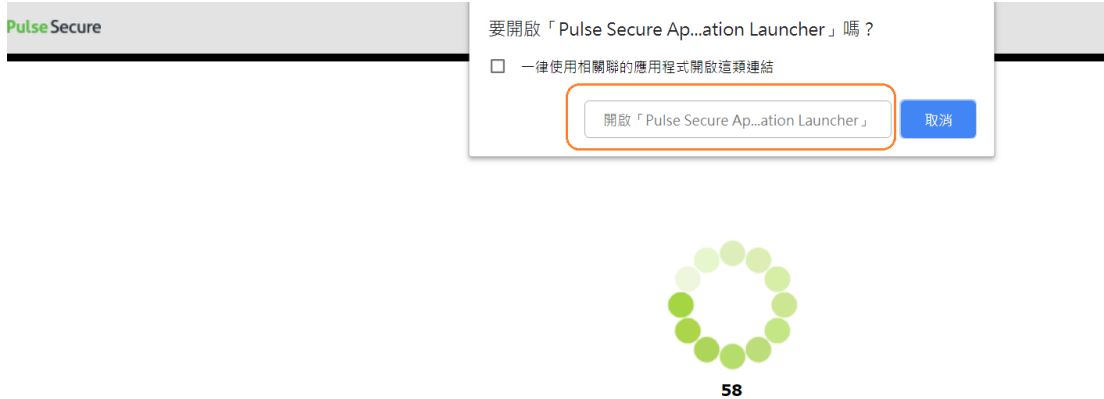 Pulse Secure
要開啟「Pulse Secure Ap...ation Launcher」嗎？
一律使用相關聯的應用程式開啟這類連結
開啟「Pulse Secure Ap...ation Launcher」
取消
58